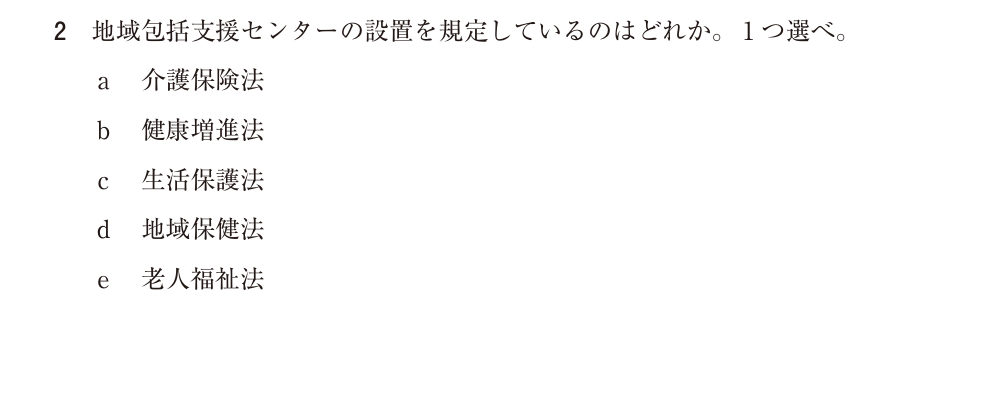 2 地域包括支援センターの設置を規定しているのはどれか。1つ選べ。
a 介護保険法
b 健康増進法
c 生活保護法
d 地域保健法
e 老人福祉法